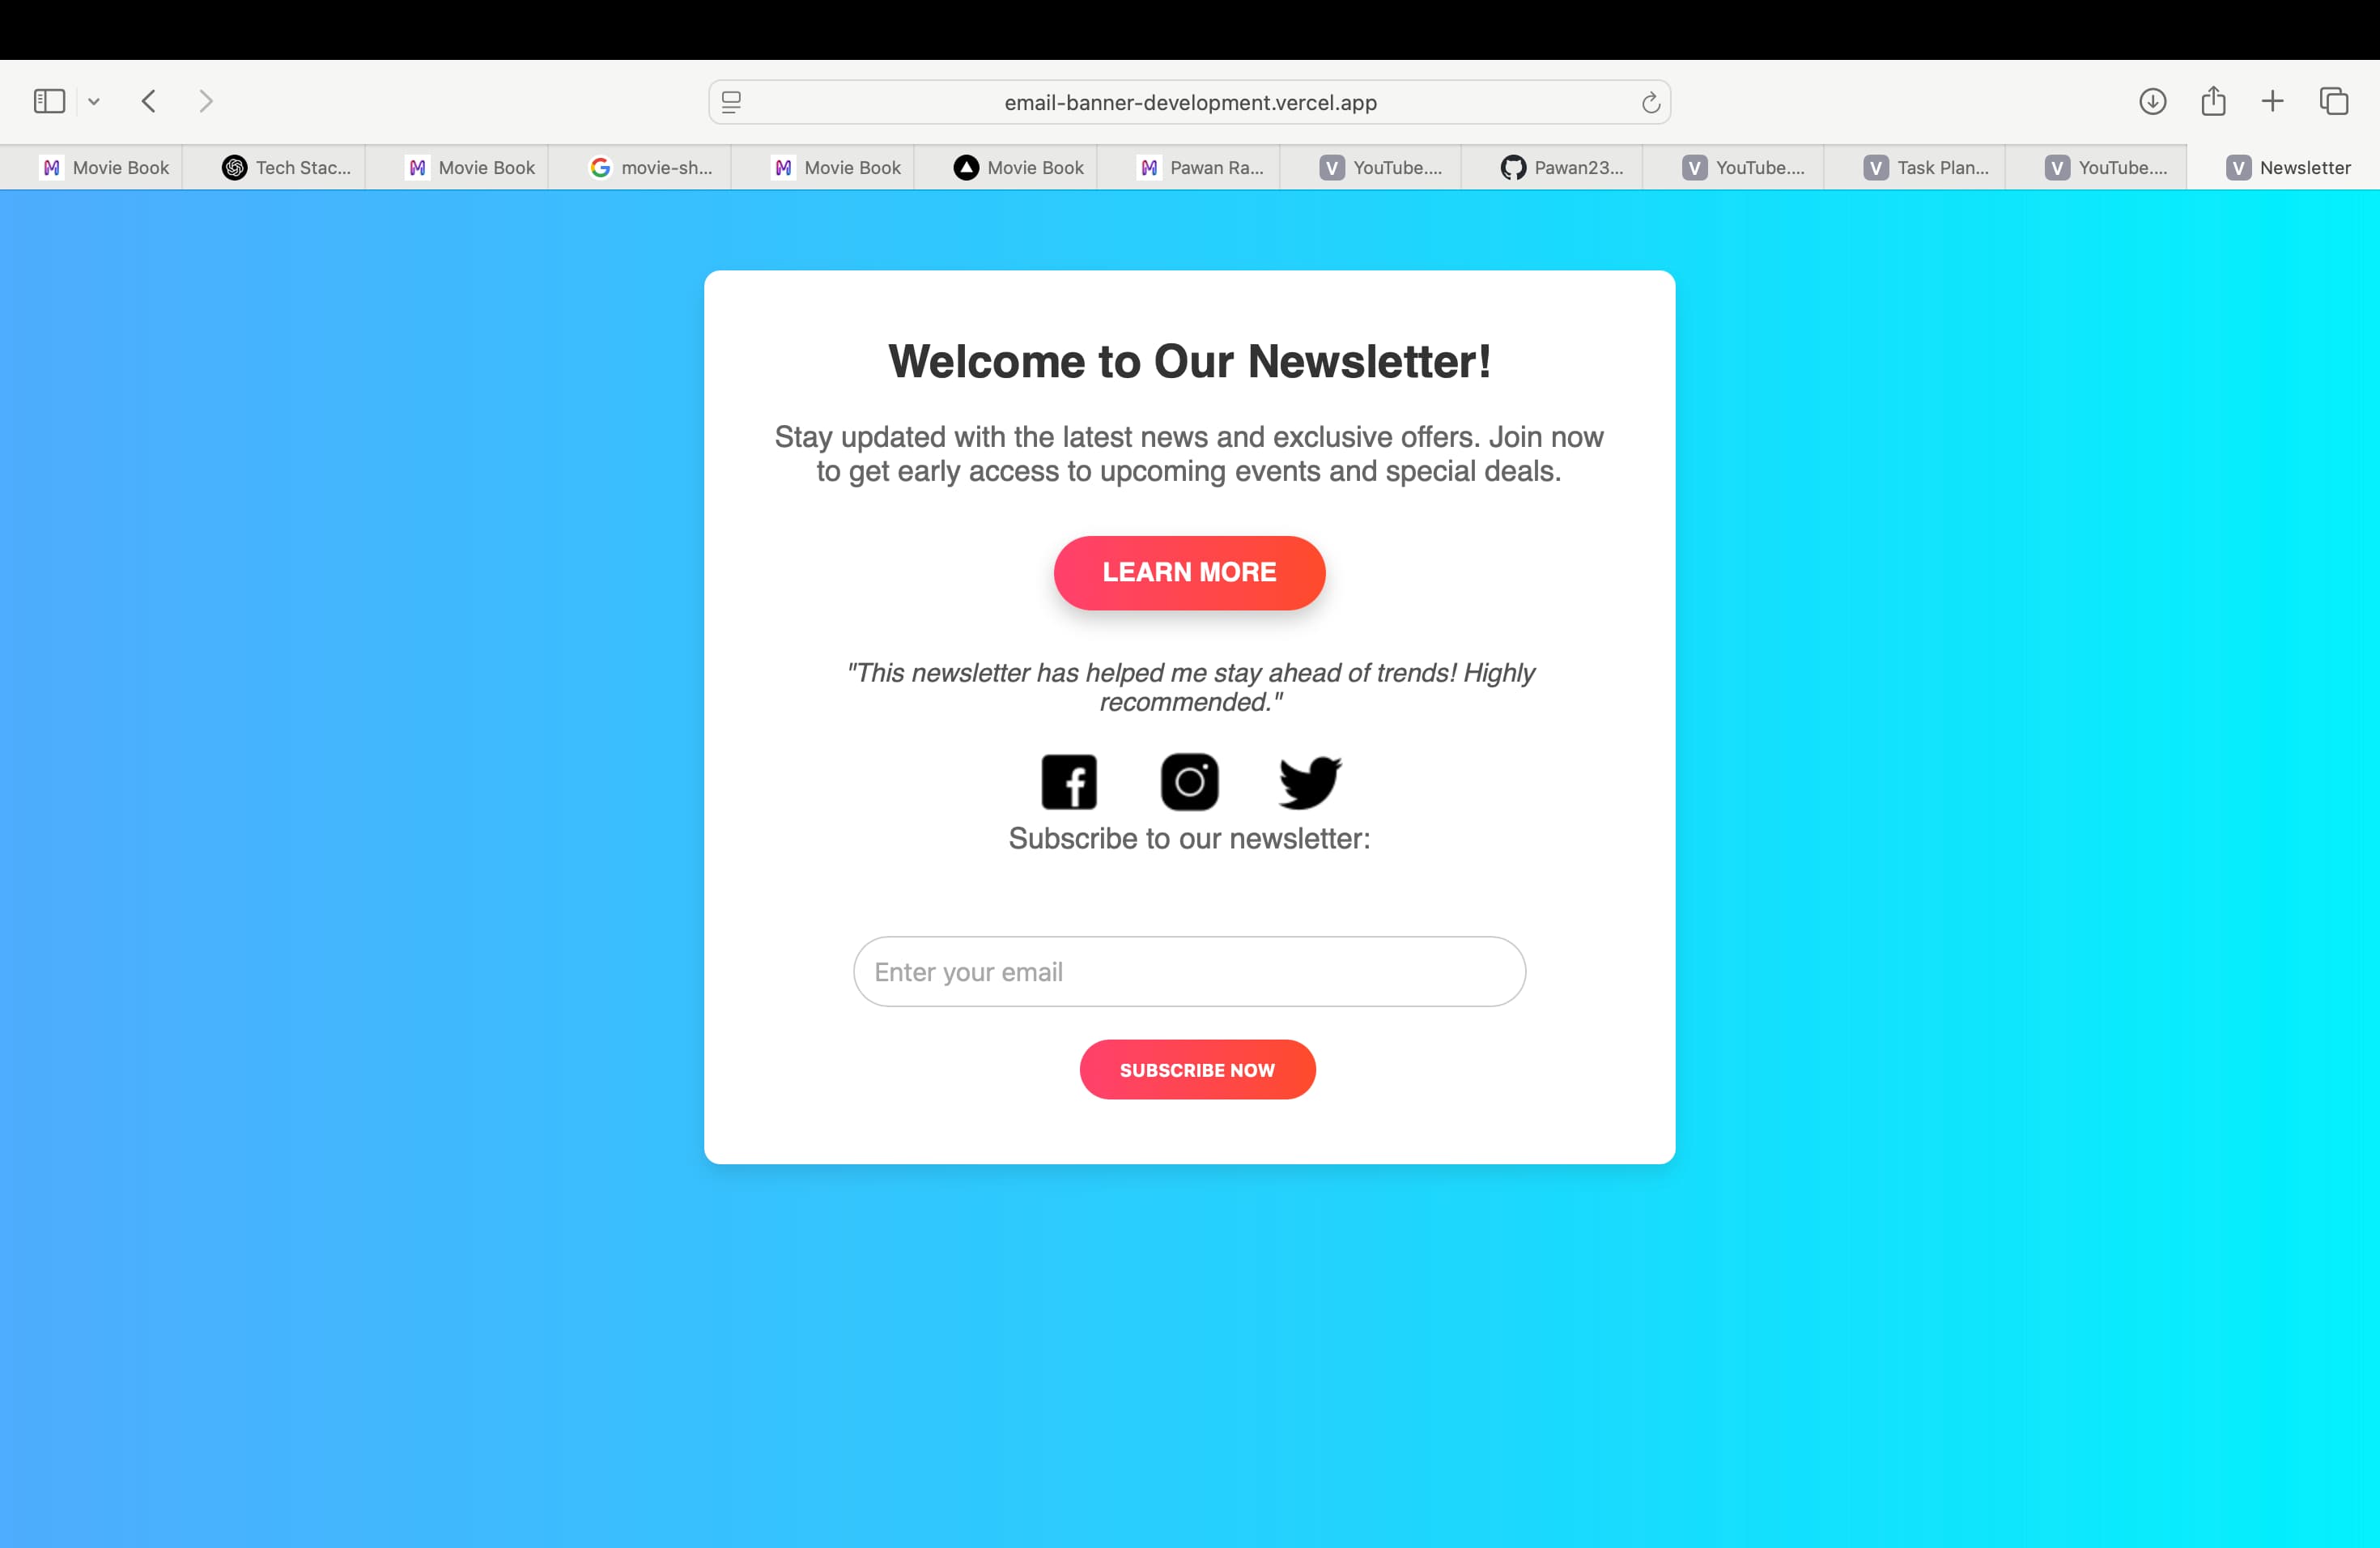 email-banner-development.vercel.app
Movie Book
Tech Stac...
Movie Book
movie-sh...
Movie Book
Movie Book
Pawan Ra...
V YouTube....
Pawan23...
V YouTube....
V Task Plan...
V YouTube....
V Newsletter
Welcome to Our Newsletter!
Stay updated with the latest news and exclusive offers. Join now
to get early access to upcoming events and special deals.
LEARN MORE
"This newsletter has helped me stay ahead of trends! Highly
recommended."
Subscribe to our newsletter:
Enter your email
SUBSCRIBE NOW